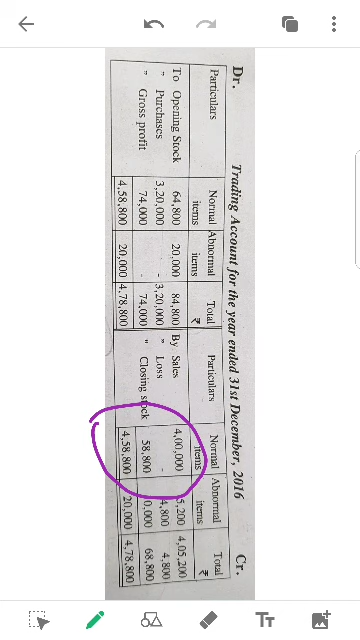 Dr. Trading Account for the year ended 31st December, 2016 Cr.
Particulars Normal items Abnormal items Total ₹ Particulars Normal items Abnormal items Total ₹
To Opening Stock 64,800 20,000 84,800 By Sales 4,00,000 5,200 4,05,200
" Purchases 3,20,000 - 3,20,000 " Loss - 4,800 4,800
" Gross profit 74,000 - 74,000 " Closing stock 58,800 0,000 68,800
4,58,800 20,000 4,78,800 4,58,800 20,000 4,78,800
TT